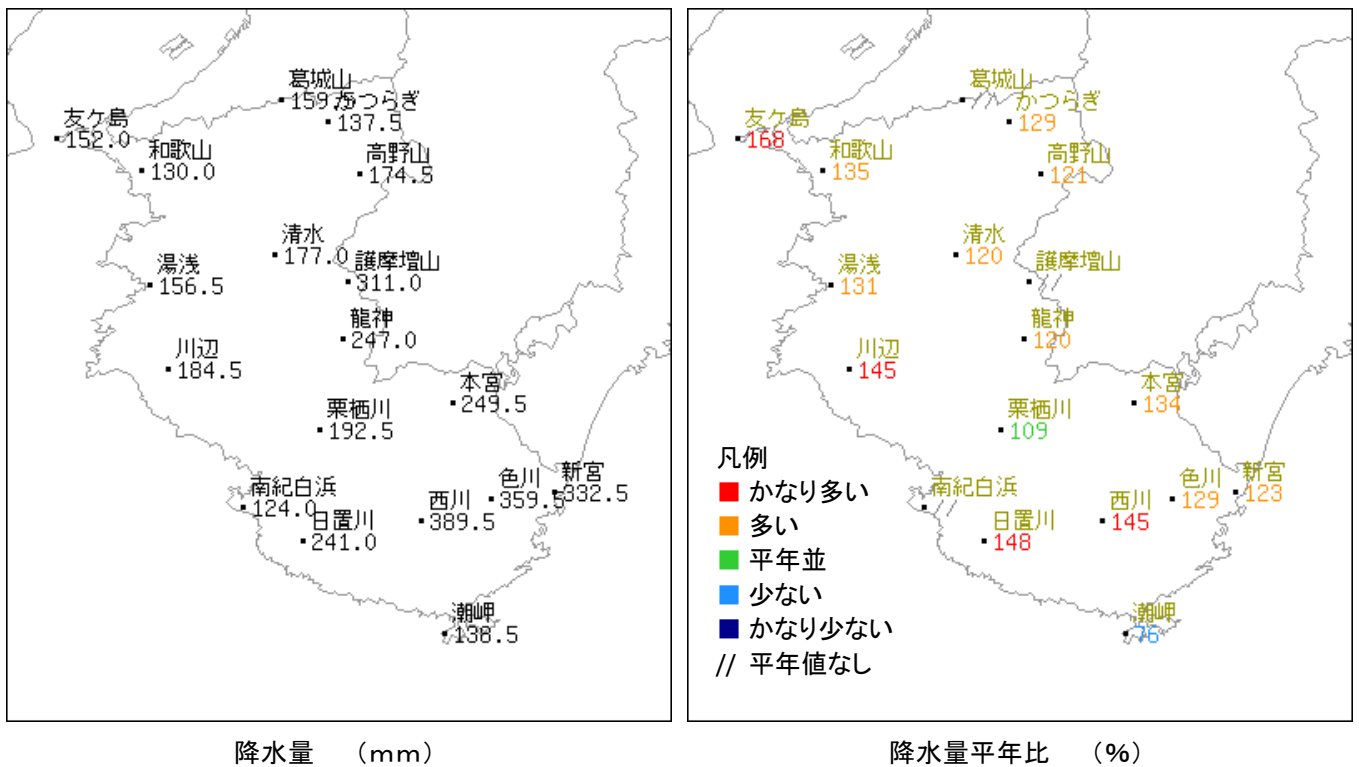 葛城山
159.5
かつらぎ
137.5
友ケ島
152.0
和歌山
130.0
高野山
174.5
清水
177.0
湯浅
156.5
護摩壇山
311.0
龍神
247.0
川辺
184.5
本宮
249.5
栗栖川
192.5
南紀白浜
124.0
日置川
241.0
西川
389.5
色川
359.5
新宮
332.5
潮岬
138.5
降水量 (mm)
葛城山
//
かつらぎ
129
友ケ島
168
和歌山
135
高野山
121
清水
120
湯浅
131
護摩壇山
//
龍神
120
川辺
145
本宮
134
栗栖川
109
南紀白浜
//
日置川
148
西川
145
色川
129
新宮
123
潮岬
76
凡例
かなり多い
多い
平年並
少ない
かなり少ない
// 平年値なし
降水量平年比 (%)